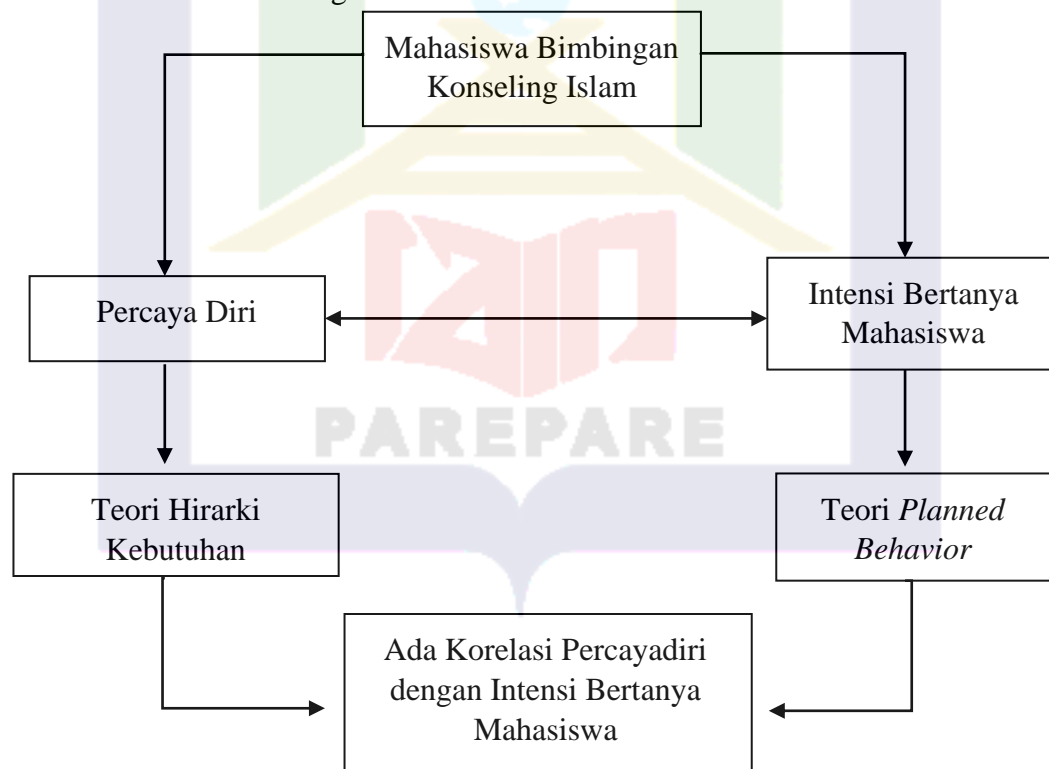 Mahasiswa Bimbingan
Konseling Islam
Percaya Diri
Intensi Bertanya
Mahasiswa
PAREPARE
Teori Hirarki
Kebutuhan
Teori Planned
Behavior
Ada Korelasi Percayadiri
dengan Intensi Bertanya
Mahasiswa